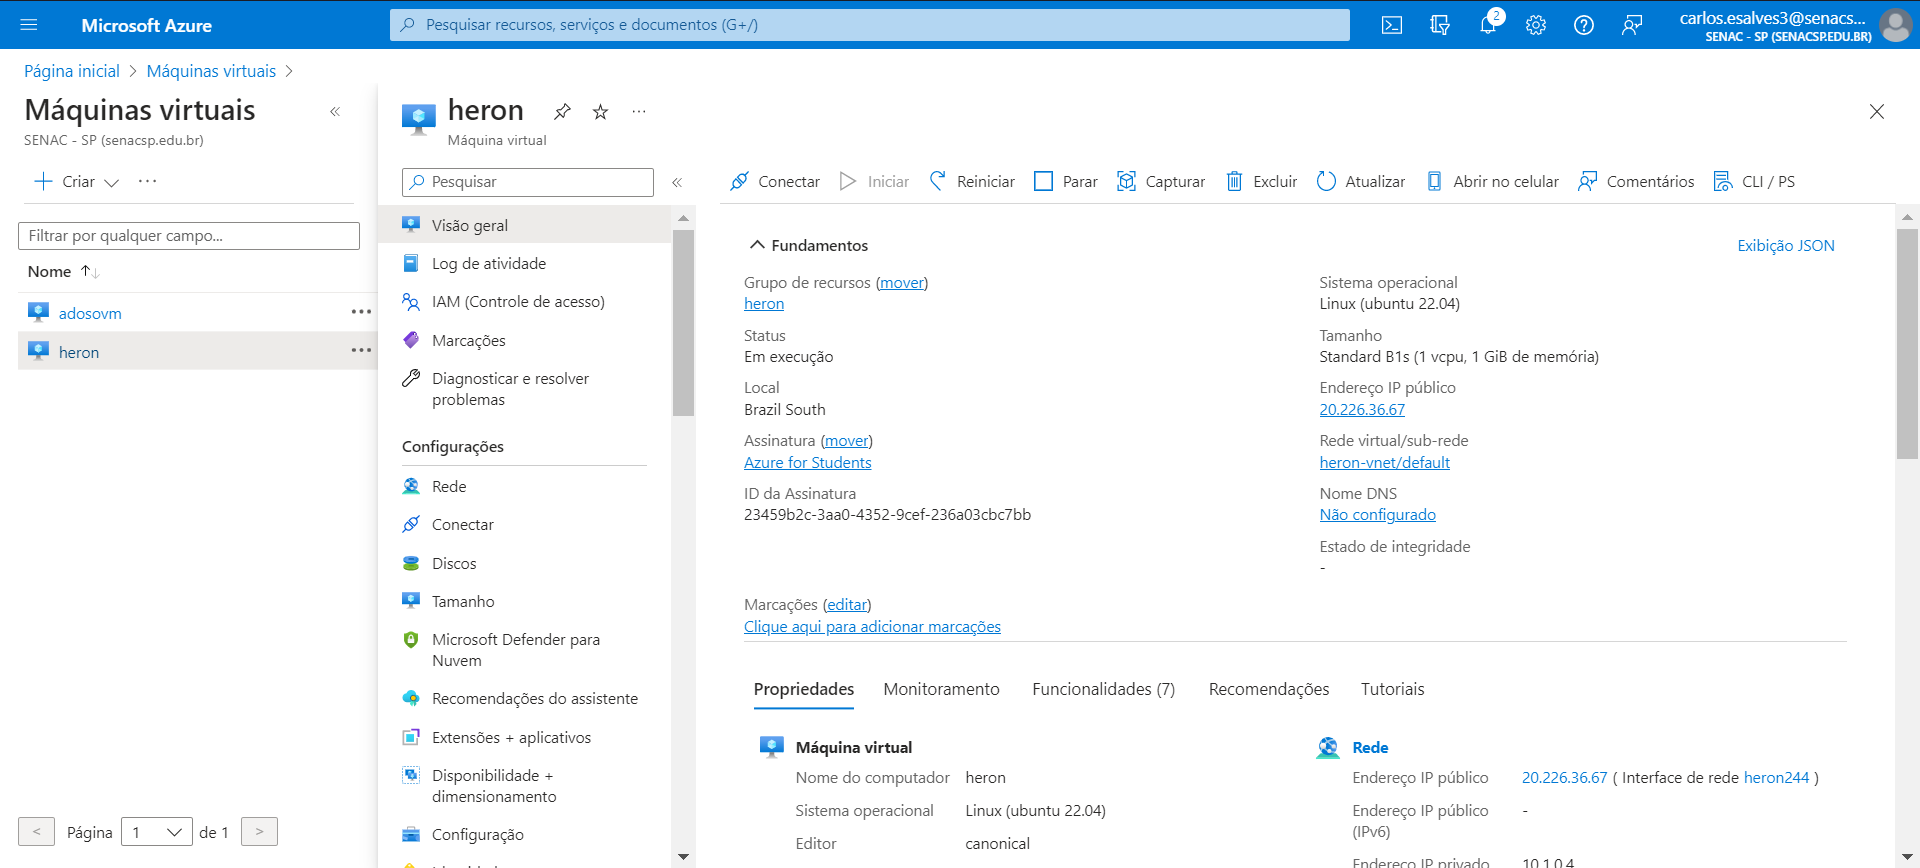 Microsoft Azure
Pesquisar recursos, serviços e documentos (G+/)
2
carlos.esalves3@senacs...
SENAC - SP (SENACSP.EDU.BR)
Página inicial > Máquinas virtuais >
Máquinas virtuais
SENAC - SP (senacsp.edu.br)
Criar
Filtrar por qualquer campo...
Nome
adosovm
heron
< Página 1 de 1 >
heron
Máquina virtual
Pesquisar
Visão geral
Log de atividade
IAM (Controle de acesso)
Marcações
Diagnosticar e resolver
problemas
Configurações
Rede
Conectar
Discos
Tamanho
Microsoft Defender para
Nuvem
Recomendações do assistente
Extensões + aplicativos
Disponibilidade +
dimensionamento
Configuração
Conectar Iniciar Reiniciar Parar Capturar Excluir Atualizar Abrir no celular Comentários CLI / PS
Fundamentos
Exibição JSON
Grupo de recursos (mover)
heron
Status
Em execução
Local
Brazil South
Assinatura (mover)
Azure for Students
ID da Assinatura
23459b2c-3aa0-4352-9cef-236a03cbc7bb
Sistema operacional
Linux (ubuntu 22.04)
Tamanho
Standard B1s (1 vcpu, 1 GiB de memória)
Endereço IP público
20.226.36.67
Rede virtual/sub-rede
heron-vnet/default
Nome DNS
Não configurado
Estado de integridade
-
Marcações (editar)
Clique aqui para adicionar marcações
Propriedades Monitoramento Funcionalidades (7) Recomendações Tutoriais
Máquina virtual
Nome do computador heron
Sistema operacional Linux (ubuntu 22.04)
Editor canonical
Rede
Endereço IP público 20.226.36.67 ( Interface de rede heron244 )
Endereço IP público -
(IPv6)
Endereço IP privado 10.1.0.4